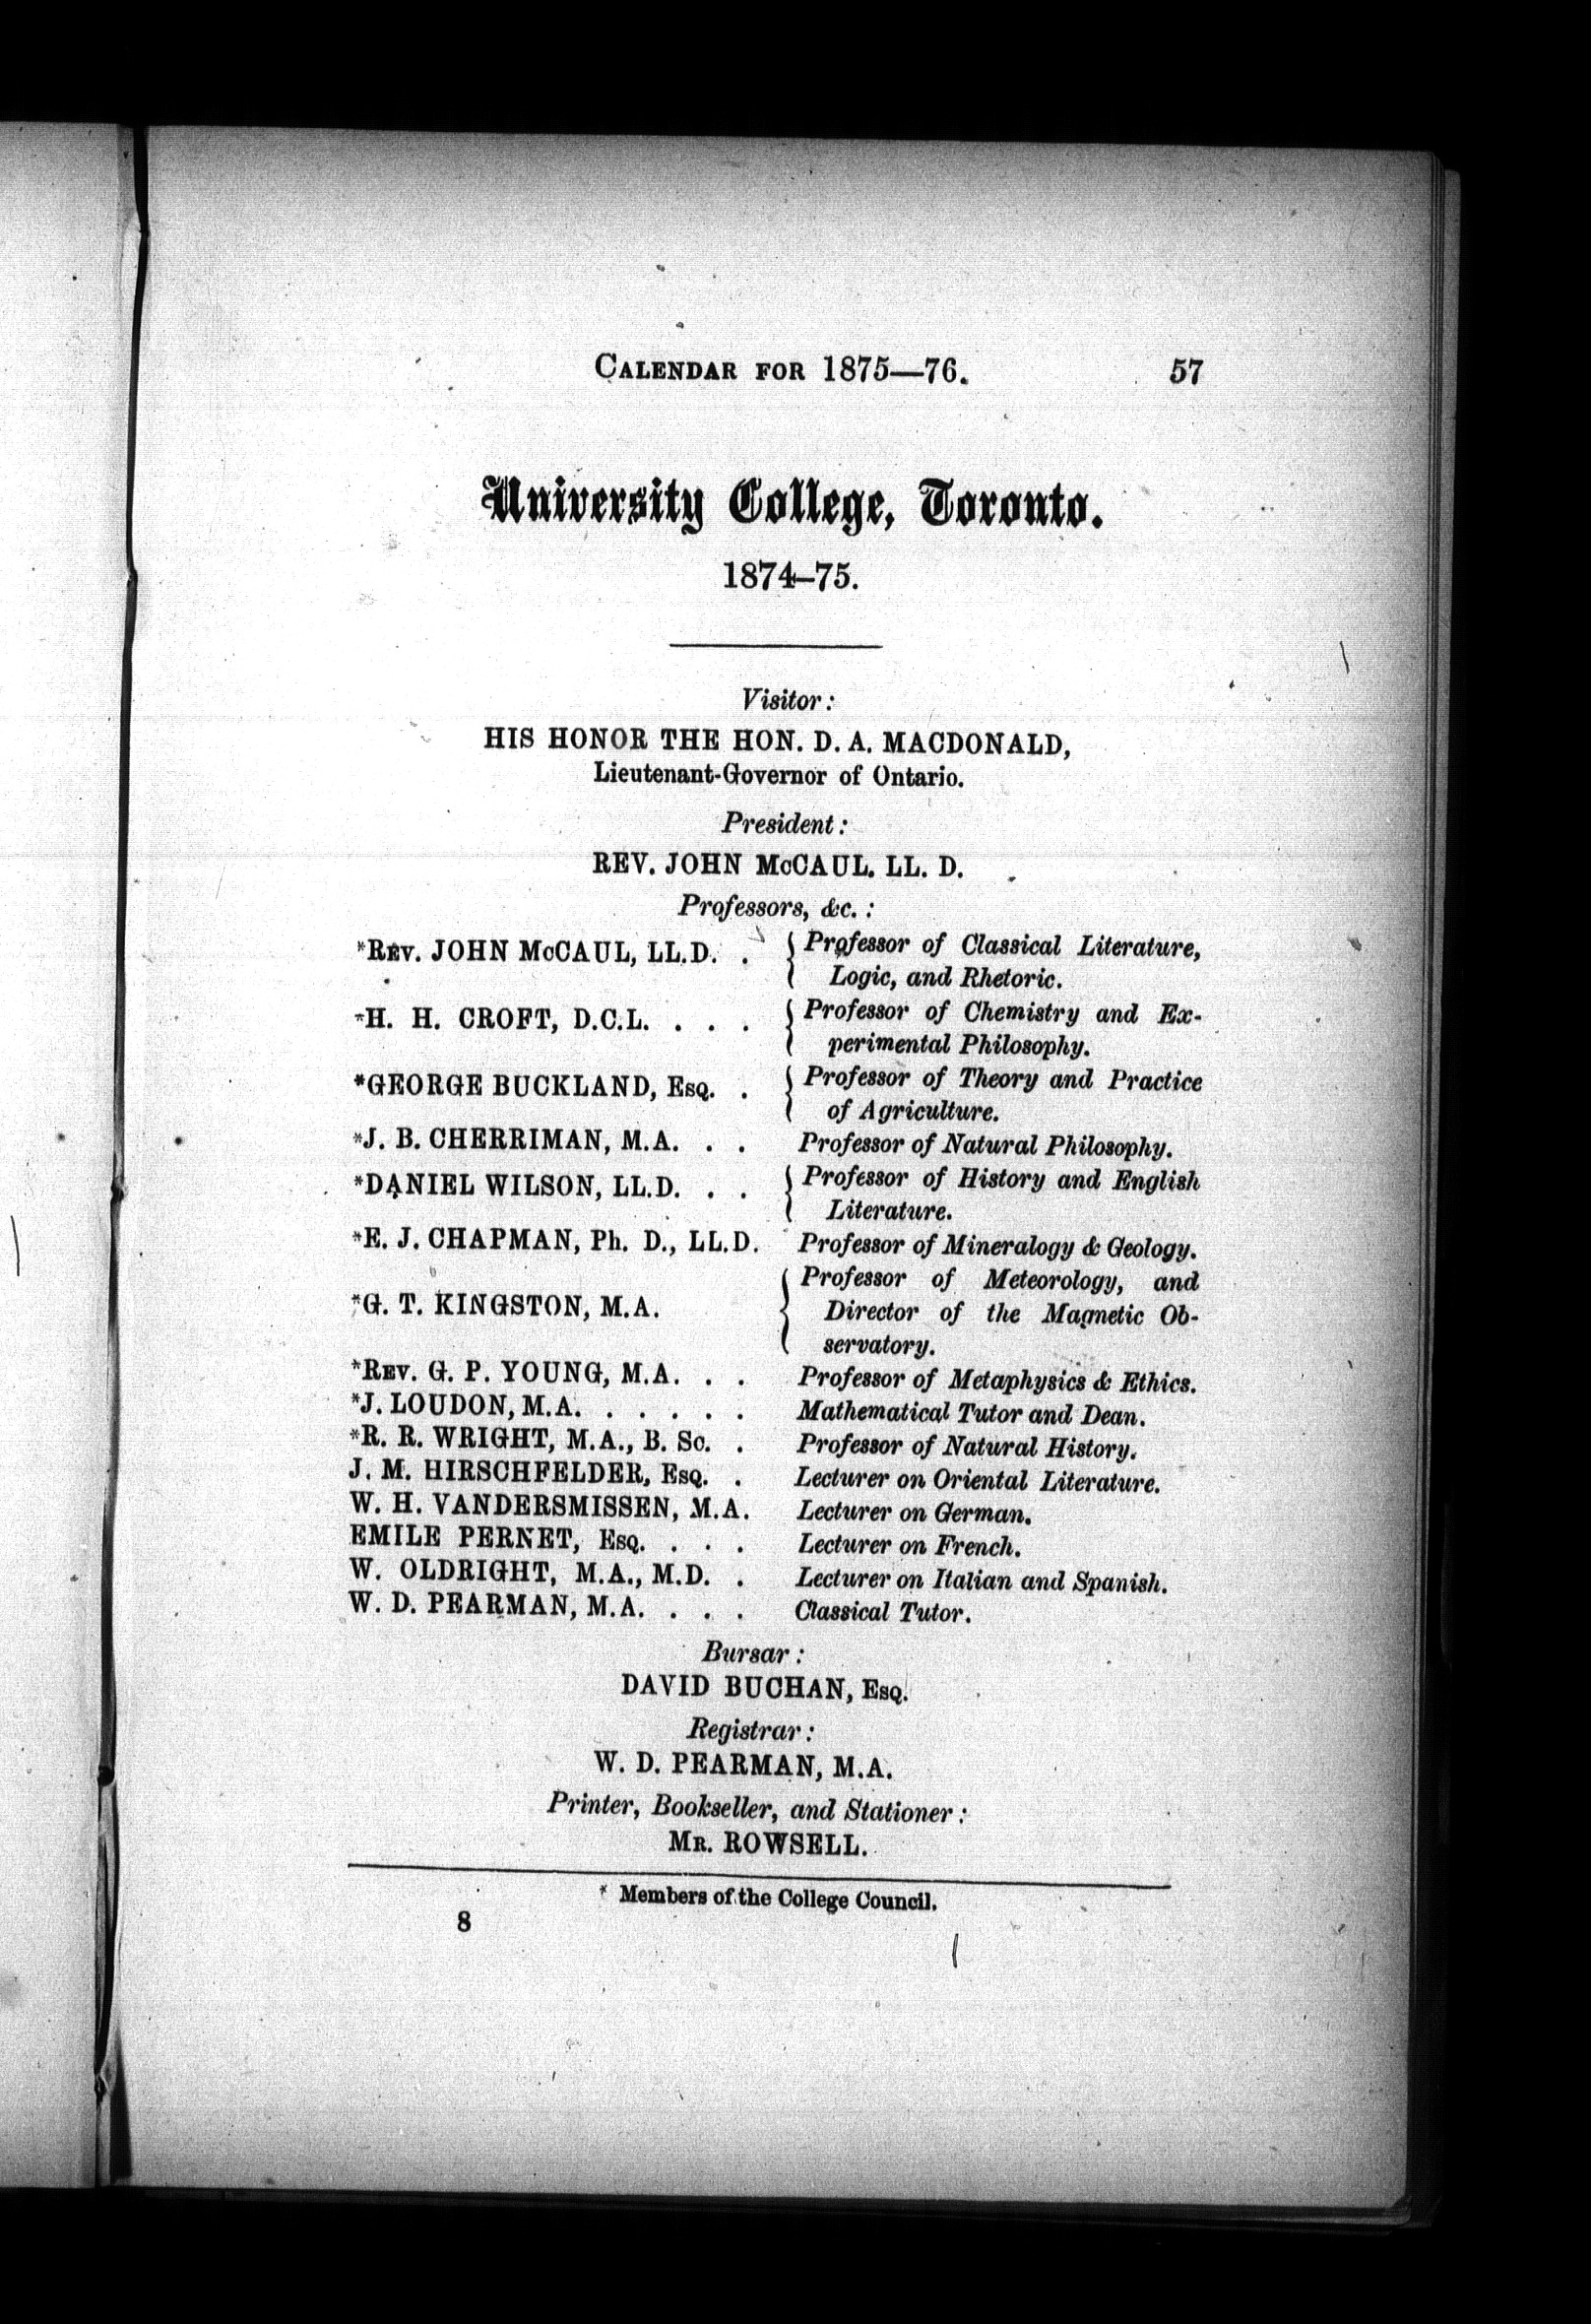 CALENDAR FOR 1875—76. 57
University College, Toronto.
1874–75.
Visitor:
HIS HONOR THE HON. D. A. MACDONALD,
Lieutenant-Governor of Ontario.
President:
REV. JOHN McCAUL. LL. D.
Professors, &c.:
*REV. JOHN McCAUL, LL.D. . { Professor of Classical Literature,
Logic, and Rhetoric.
*H. H. CROFT, D.C.L. . . . { Professor of Chemistry and Ex-
perimental Philosophy.
*GEORGE BUCKLAND, ESQ. . { Professor of Theory and Practice
of Agriculture.
*J. B. CHERRIMAN, M.A. . . Professor of Natural Philosophy.
*DANIEL WILSON, LL.D. . . { Professor of History and English
Literature.
*E. J. CHAPMAN, Ph. D., LL.D. Professor of Mineralogy & Geology.
*G. T. KINGSTON, M.A. { Professor of Meteorology, and
Director of the Magnetic Ob-
servatory.
*REV. G. P. YOUNG, M.A. . . Professor of Metaphysics & Ethics.
*J. LOUDON, M.A. . . . . . Mathematical Tutor and Dean.
*R. R. WRIGHT, M.A., B. Sc. . Professor of Natural History.
J. M. HIRSCHFELDER, ESQ. . Lecturer on Oriental Literature.
W. H. VANDERSMISSEN, M.A. Lecturer on German.
EMILE PERNET, ESQ. . . . Lecturer on French.
W. OLDRIGHT, M.A., M.D. . Lecturer on Italian and Spanish.
W. D. PEARMAN, M.A. . . . Classical Tutor.
Bursar:
DAVID BUCHAN, ESQ.
Registrar:
W. D. PEARMAN, M.A.
Printer, Bookseller, and Stationer:
MR. ROWSELL.
* Members of the College Council.
8